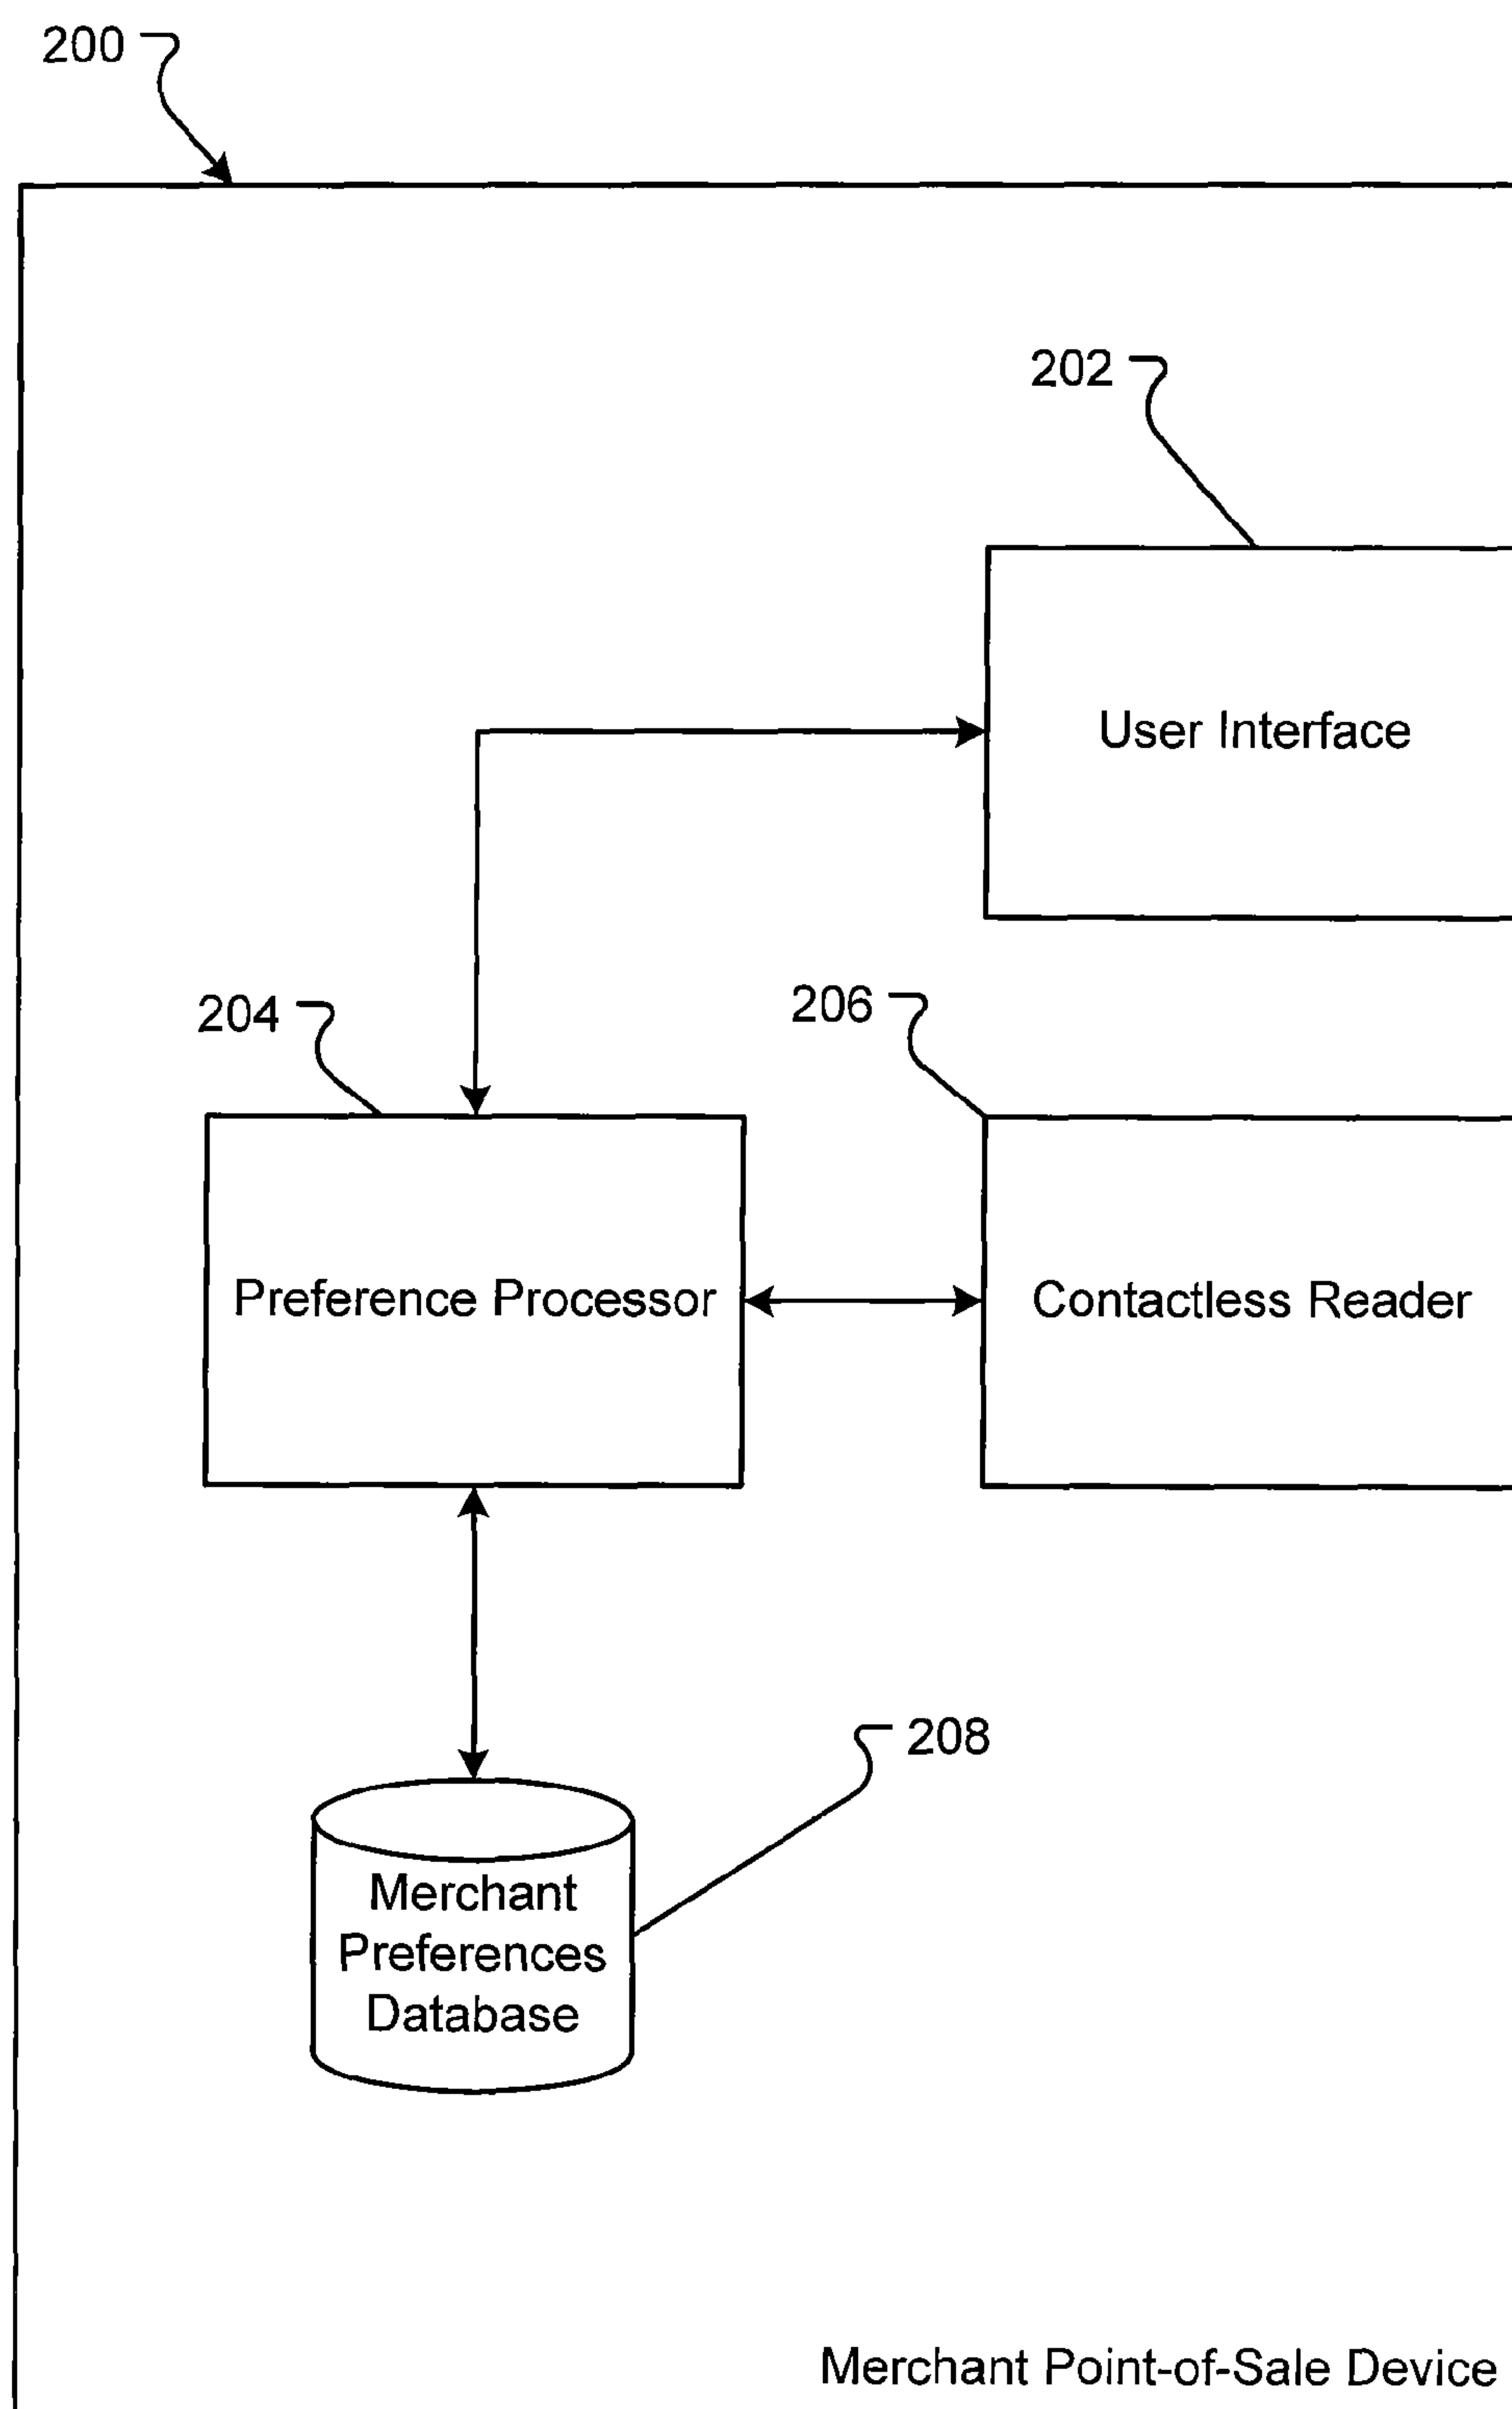 200
202
User Interface
204
206
Preference Processor
Contactless Reader
208
Merchant
Preferences
Database
Merchant Point-of-Sale Device